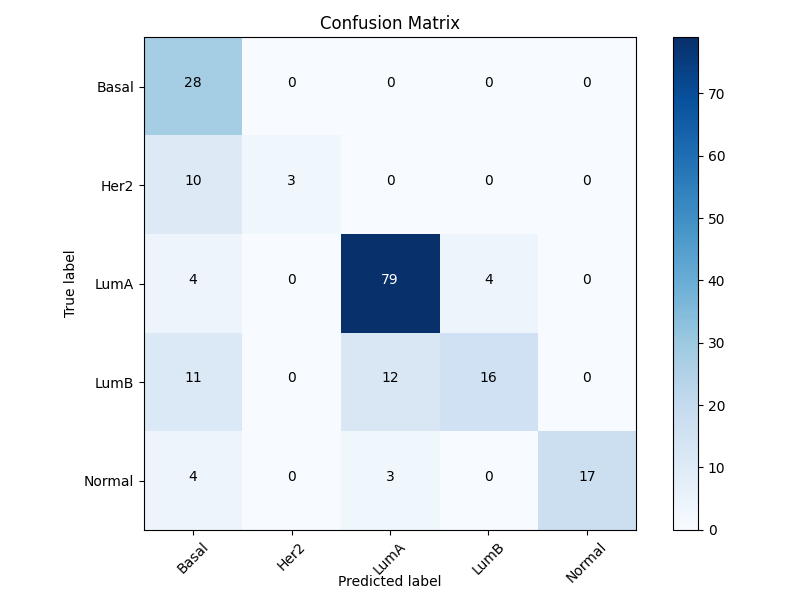 Confusion Matrix
True label
Basal 28 0 0 0 0
Her2 10 3 0 0 0
LumA 4 0 79 4 0
LumB 11 0 12 16 0
Normal 4 0 3 0 17
Basal Her2 LumA LumB Normal
Predicted label
70
60
50
40
30
20
10
0